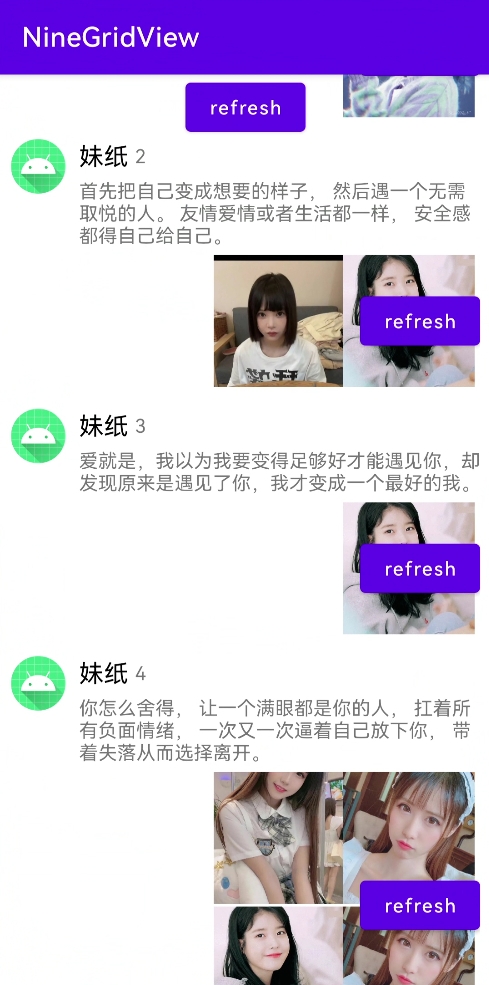 NineGridView
refresh
妹纸 2
首先把自己变成想要的样子， 然后遇一个无需
取悦的人。 友情爱情或者生活都一样， 安全感
都得自己给自己。
refresh
妹纸 3
爱就是，我以为我要变得足够好才能遇见你，却
发现原来是遇见了你，我才变成一个最好的我。
refresh
妹纸 4
你怎么舍得， 让一个满眼都是你的人， 扛着所
有负面情绪， 一次又一次逼着自己放下你， 带
着失落从而选择离开。
refresh